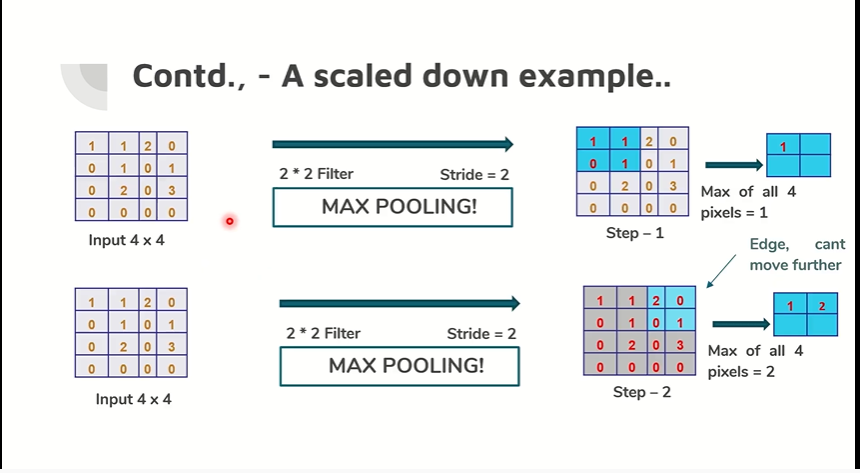 Contd., - A scaled down example..
1 1 2 0
0 1 0 1
0 2 0 3
0 0 0 0
Input 4 x 4
2 * 2 Filter Stride = 2
MAX POOLING!
1 1 2 0
0 1 0 1
0 2 0 3
0 0 0 0
Step – 1
1
Max of all 4
pixels = 1
Edge, cant
move further
1 1 2 0
0 1 0 1
0 2 0 3
0 0 0 0
Input 4 x 4
2 * 2 Filter Stride = 2
MAX POOLING!
1 1 2 0
0 1 0 1
0 2 0 3
0 0 0 0
Step – 2
1 2
Max of all 4
pixels = 2